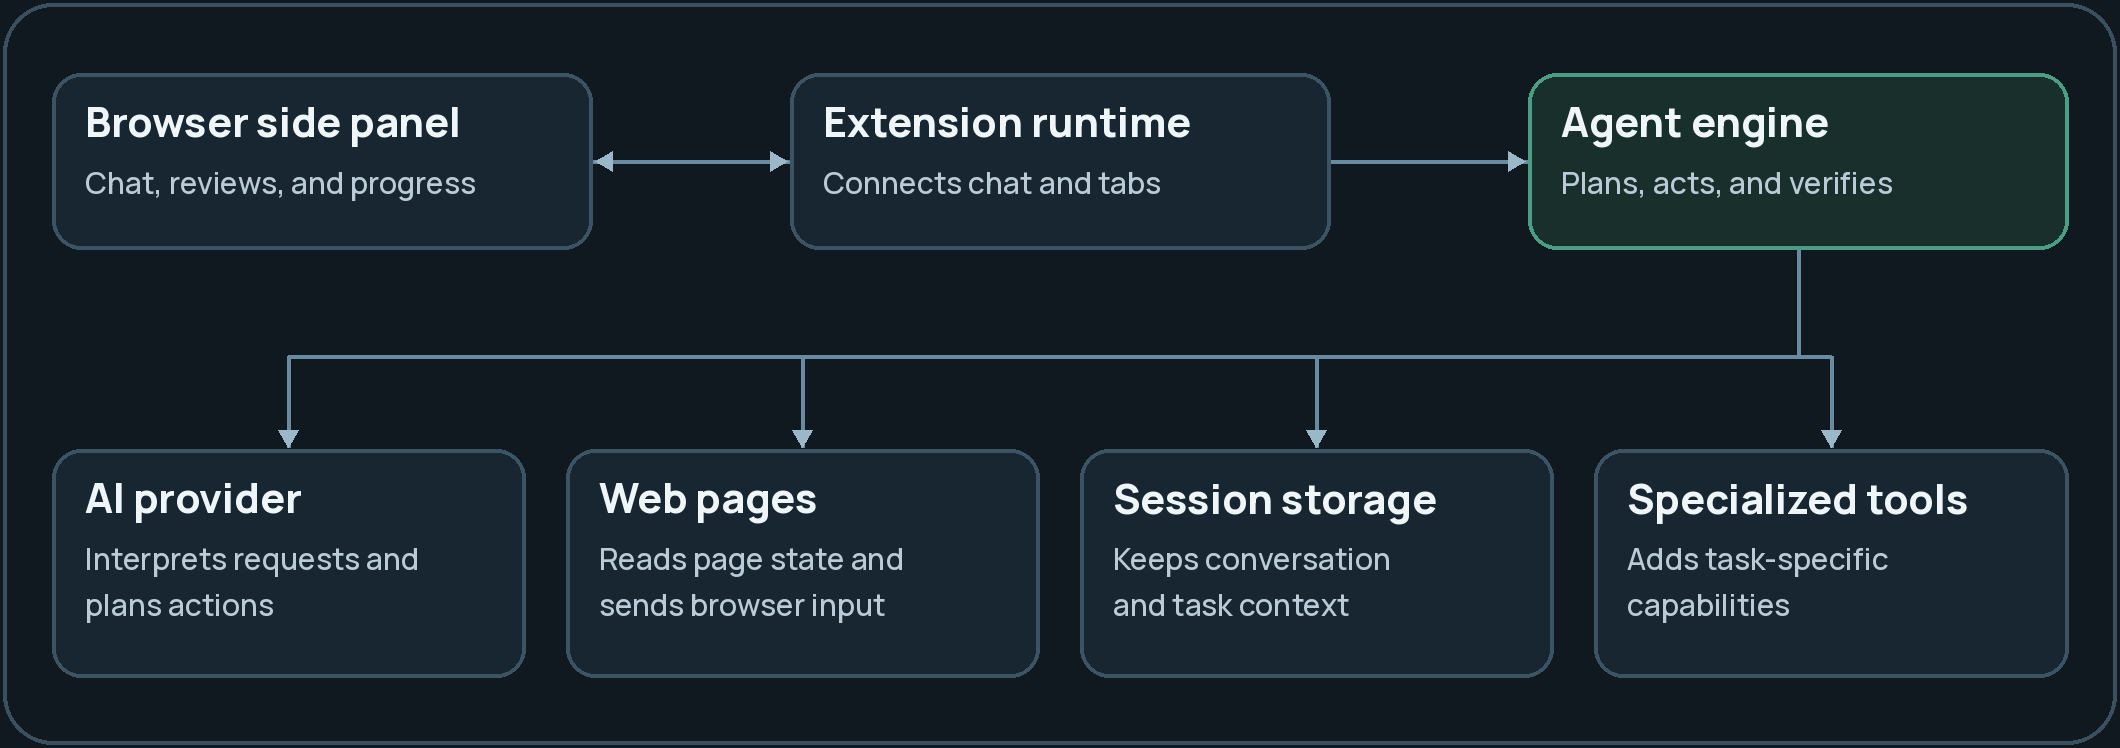 Browser side panel
Chat, reviews, and progress
Extension runtime
Connects chat and tabs
Agent engine
Plans, acts, and verifies
AI provider
Interprets requests and
plans actions
Web pages
Reads page state and
sends browser input
Session storage
Keeps conversation
and task context
Specialized tools
Adds task-specific
capabilities